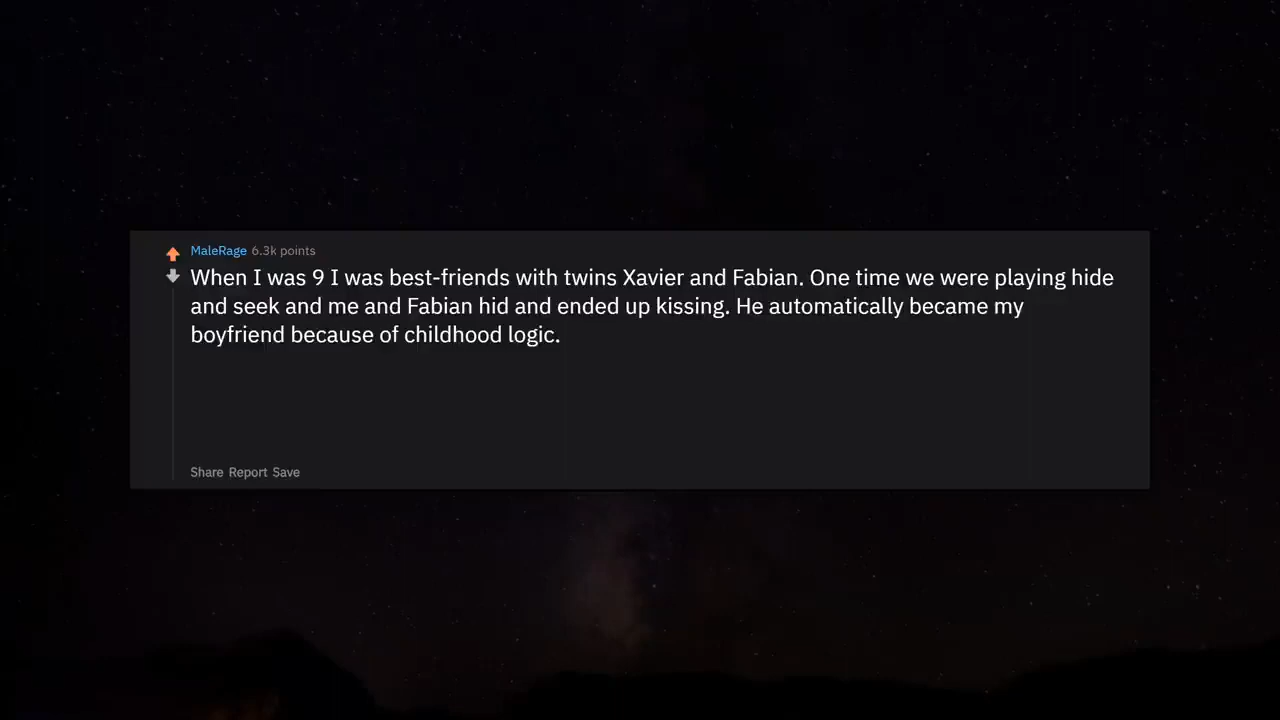 MaleRage 6.3k points
When I was 9 I was best-friends with twins Xavier and Fabian. One time we were playing hide
and seek and me and Fabian hid and ended up kissing. He automatically became my
boyfriend because of childhood logic.
Share Report Save